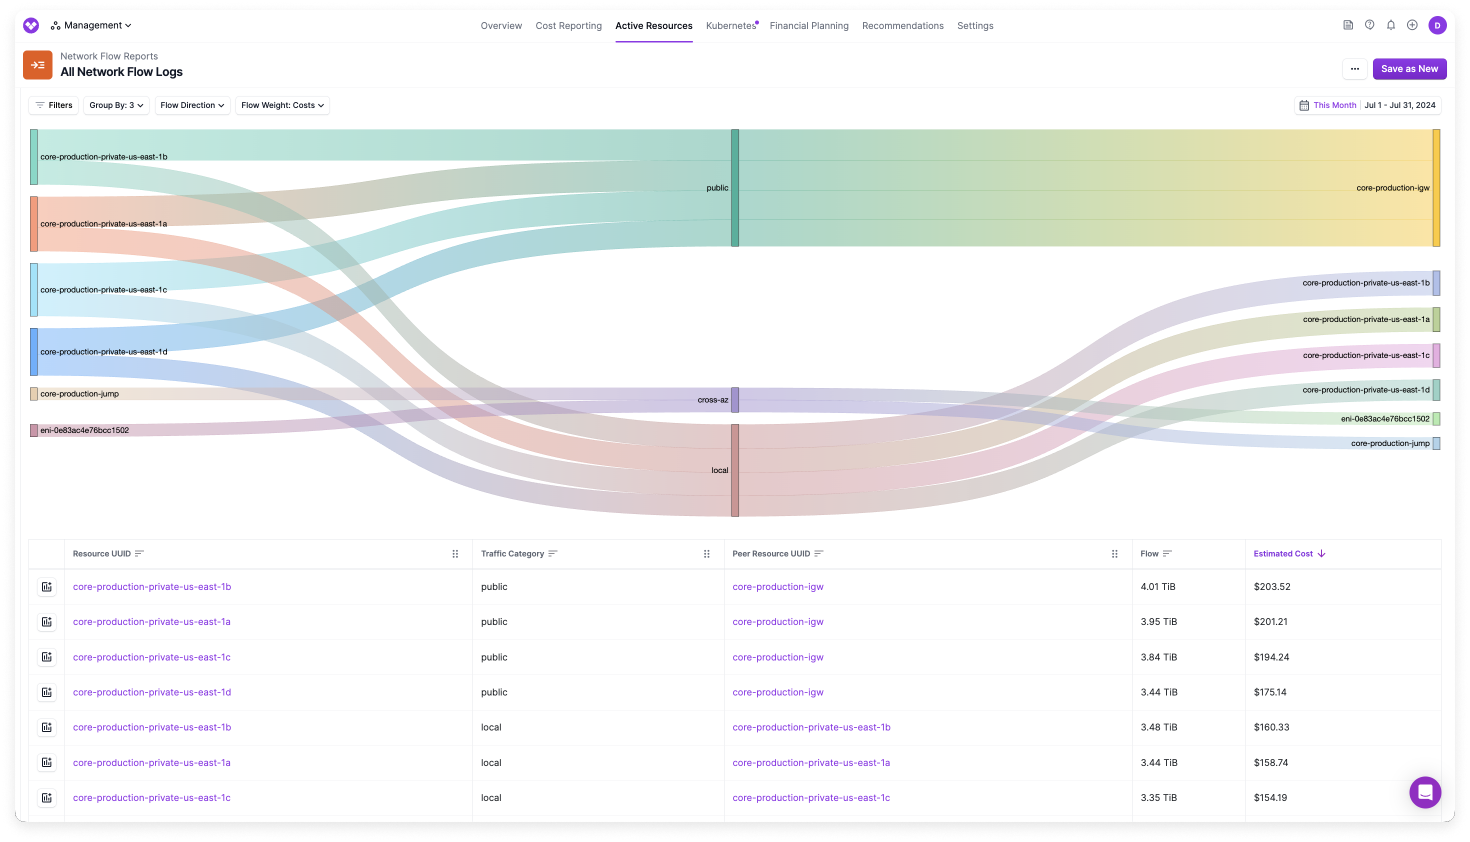 Management
Overview
Cost Reporting
Active Resources
Kubernetes
Financial Planning
Recommendations
Settings
D
Network Flow Reports
All Network Flow Logs
...
Save as New
Filters
Group By: 3
Flow Direction
Flow Weight: Costs
This Month
Jul 1 - Jul 31, 2024
core-production-private-us-east-1b
core-production-private-us-east-1a
core-production-private-us-east-1c
core-production-private-us-east-1d
core-production-jump
eni-0e83ac4e76bcc1502
public
cross-az
local
core-production-igw
core-production-private-us-east-1b
core-production-private-us-east-1a
core-production-private-us-east-1c
core-production-private-us-east-1d
eni-0e83ac4e76bcc1502
core-production-jump
Resource UUID Traffic Category Peer Resource UUID Flow Estimated Cost
core-production-private-us-east-1b public core-production-igw 4.01 TiB $203.52
core-production-private-us-east-1a public core-production-igw 3.95 TiB $201.21
core-production-private-us-east-1c public core-production-igw 3.84 TiB $194.24
core-production-private-us-east-1d public core-production-igw 3.44 TiB $175.14
core-production-private-us-east-1b local core-production-private-us-east-1b 3.48 TiB $160.33
core-production-private-us-east-1a local core-production-private-us-east-1a 3.44 TiB $158.74
core-production-private-us-east-1c local core-production-private-us-east-1c 3.35 TiB $154.19